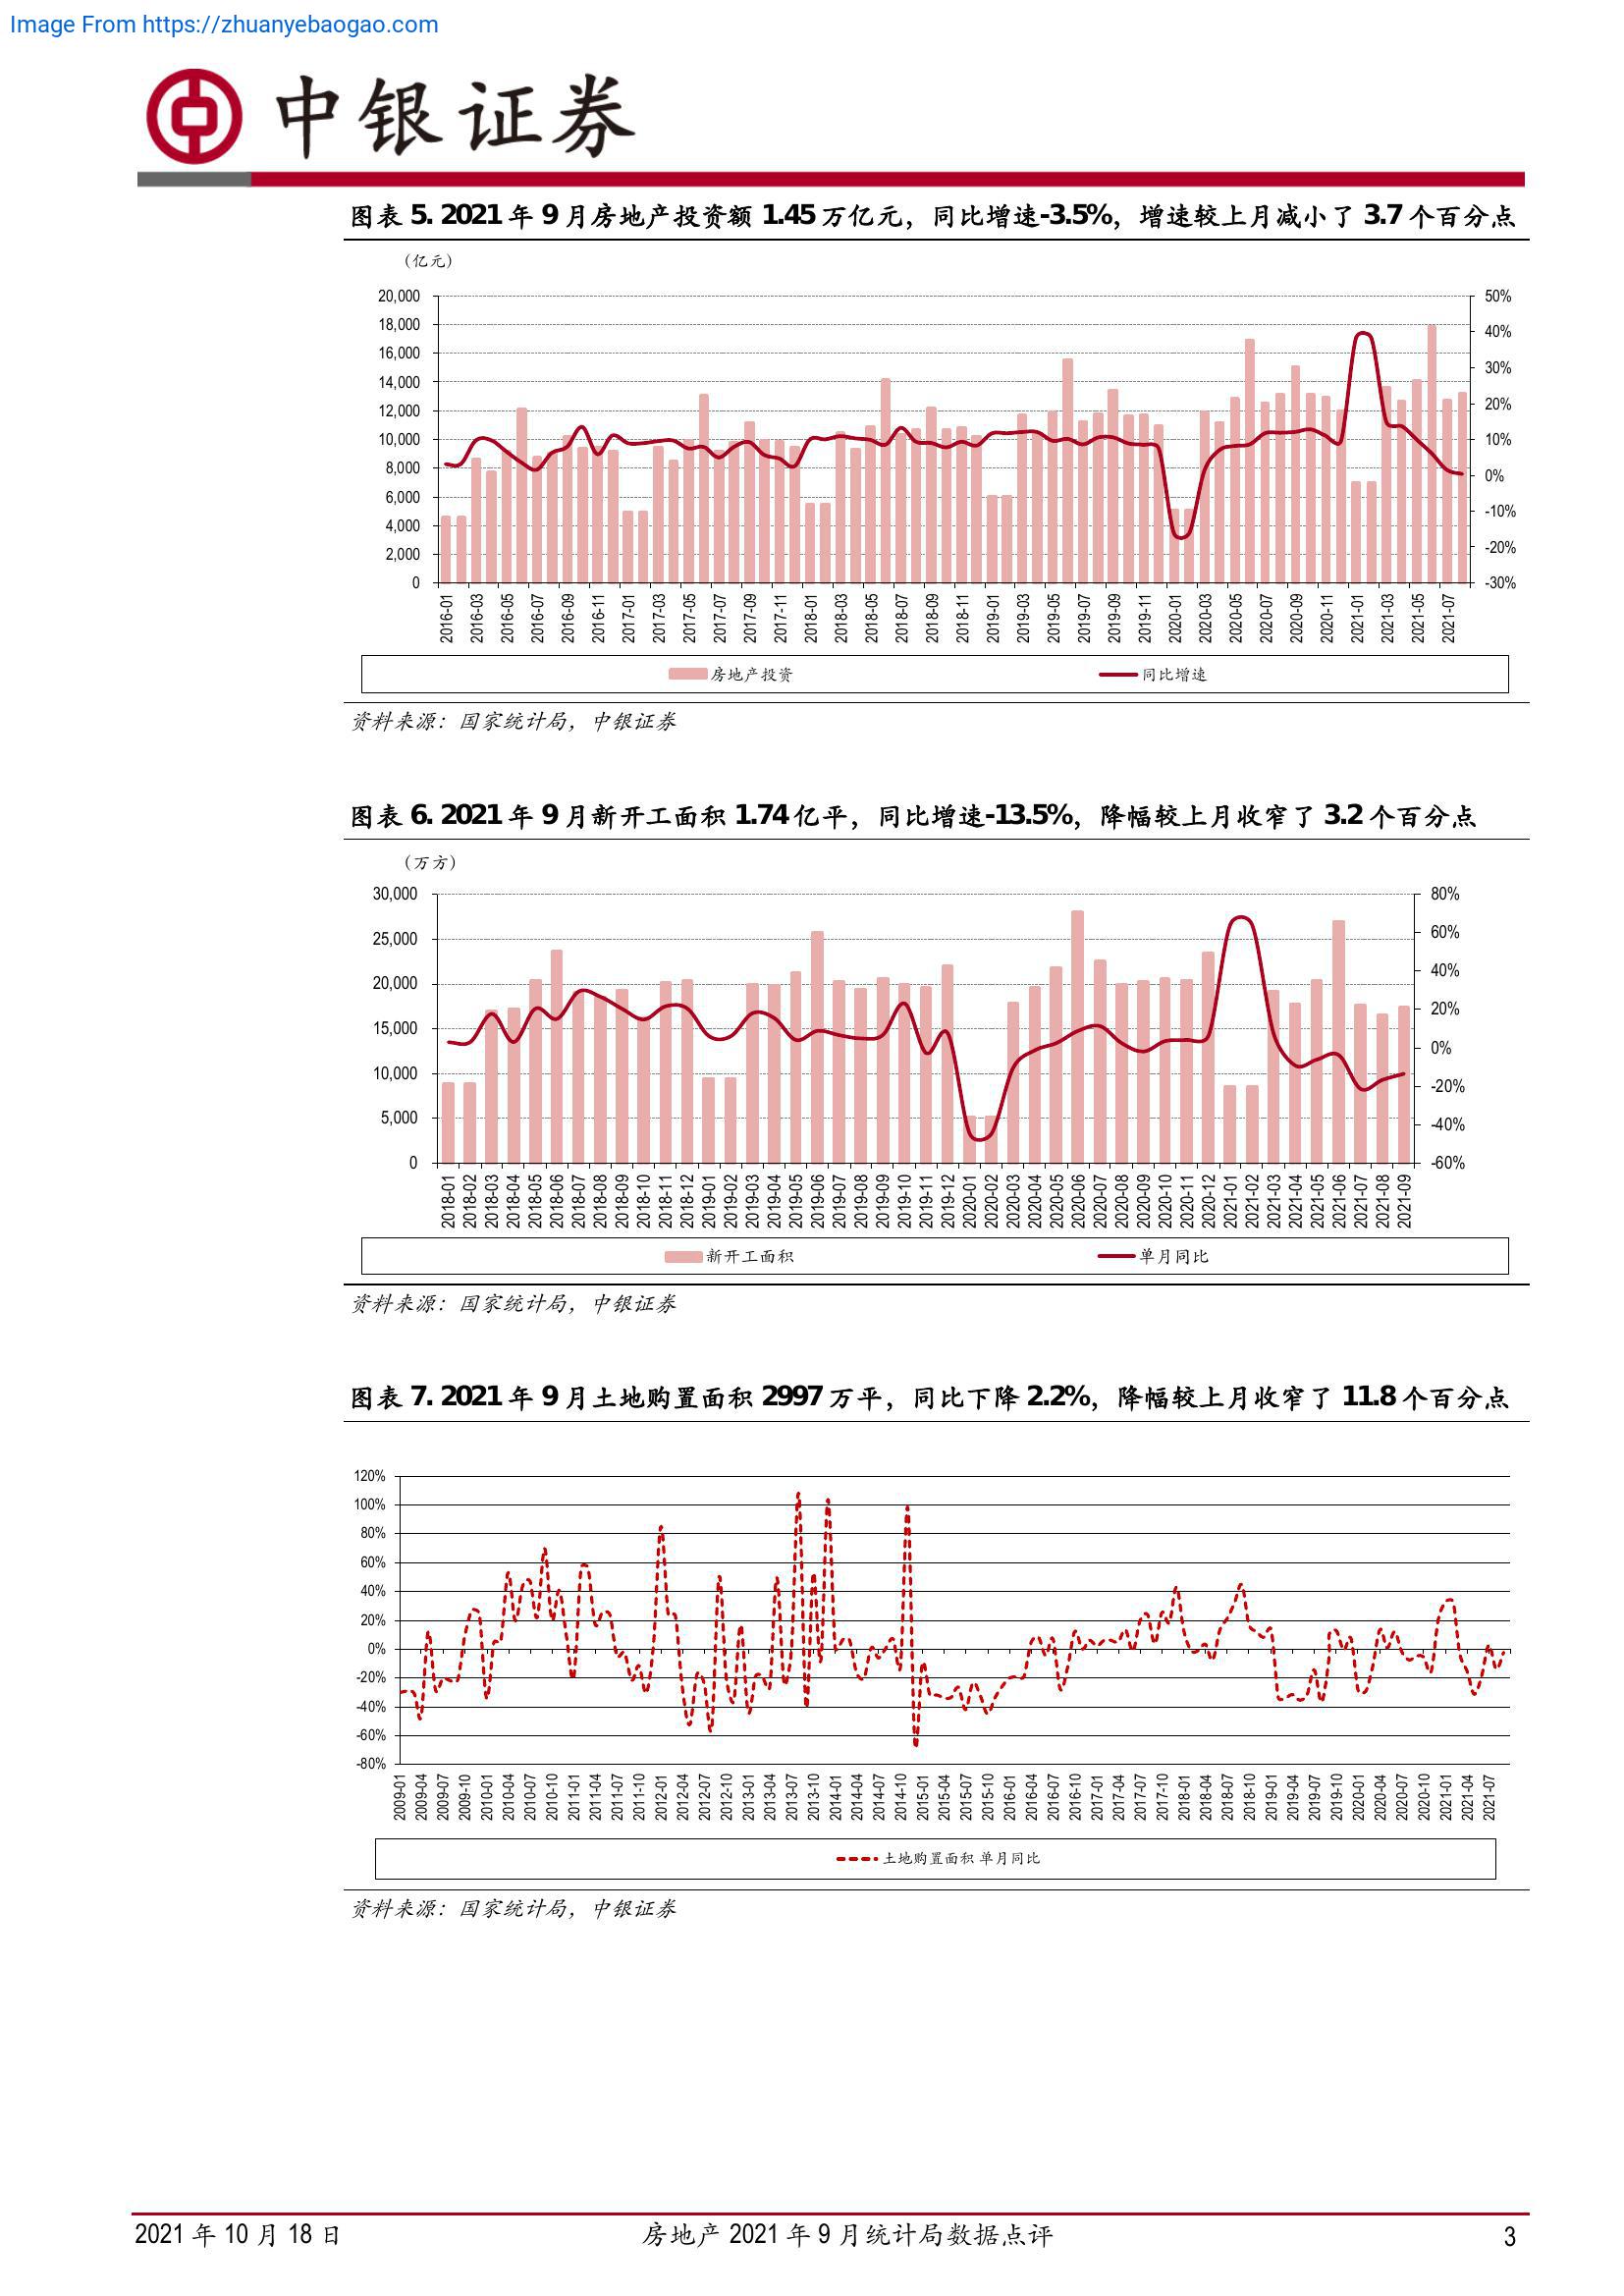 Image From https://zhuanyebaogao.com
中银证券
图表 5. 2021 年 9 月房地产投资额 1.45 万亿元，同比增速-3.5%，增速较上月减小了 3.7 个百分点
(亿元)
20,000
18,000
16,000
14,000
12,000
10,000
8,000
6,000
4,000
2,000
0
50%
40%
30%
20%
10%
0%
-10%
-20%
-30%
2016-01 2016-03 2016-05 2016-07 2016-09 2016-11 2017-01 2017-03 2017-05 2017-07 2017-09 2017-11 2018-01 2018-03 2018-05 2018-07 2018-09 2018-11 2019-01 2019-03 2019-05 2019-07 2019-09 2019-11 2020-01 2020-03 2020-05 2020-07 2020-09 2020-11 2021-01 2021-03 2021-05 2021-07
房地产投资 同比增速
资料来源：国家统计局，中银证券
图表 6. 2021 年 9 月新开工面积 1.74 亿平，同比增速-13.5%，降幅较上月收窄了 3.2 个百分点
(万方)
30,000
25,000
20,000
15,000
10,000
5,000
0
80%
60%
40%
20%
0%
-20%
-40%
-60%
2018-01 2018-02 2018-03 2018-04 2018-05 2018-06 2018-07 2018-08 2018-09 2018-10 2018-11 2018-12 2019-01 2019-02 2019-03 2019-04 2019-05 2019-06 2019-07 2019-08 2019-09 2019-10 2019-11 2019-12 2020-01 2020-02 2020-03 2020-04 2020-05 2020-06 2020-07 2020-08 2020-09 2020-10 2020-11 2020-12 2021-01 2021-02 2021-03 2021-04 2021-05 2021-06 2021-07 2021-08 2021-09
新开工面积 单月同比
资料来源：国家统计局，中银证券
图表 7. 2021 年 9 月土地购置面积 2997 万平，同比下降 2.2%，降幅较上月收窄了 11.8 个百分点
120%
100%
80%
60%
40%
20%
0%
-20%
-40%
-60%
-80%
2009-01 2009-04 2009-07 2009-10 2010-01 2010-04 2010-07 2010-10 2011-01 2011-04 2011-07 2011-10 2012-01 2012-04 2012-07 2012-10 2013-01 2013-04 2013-07 2013-10 2014-01 2014-04 2014-07 2014-10 2015-01 2015-04 2015-07 2015-10 2016-01 2016-04 2016-07 2016-10 2017-01 2017-04 2017-07 2017-10 2018-01 2018-04 2018-07 2018-10 2019-01 2019-04 2019-07 2019-10 2020-01 2020-04 2020-07 2020-10 2021-01 2021-04 2021-07
土地购置面积 单月同比
资料来源：国家统计局，中银证券
2021 年 10 月 18 日 房地产 2021 年 9 月统计局数据点评 3